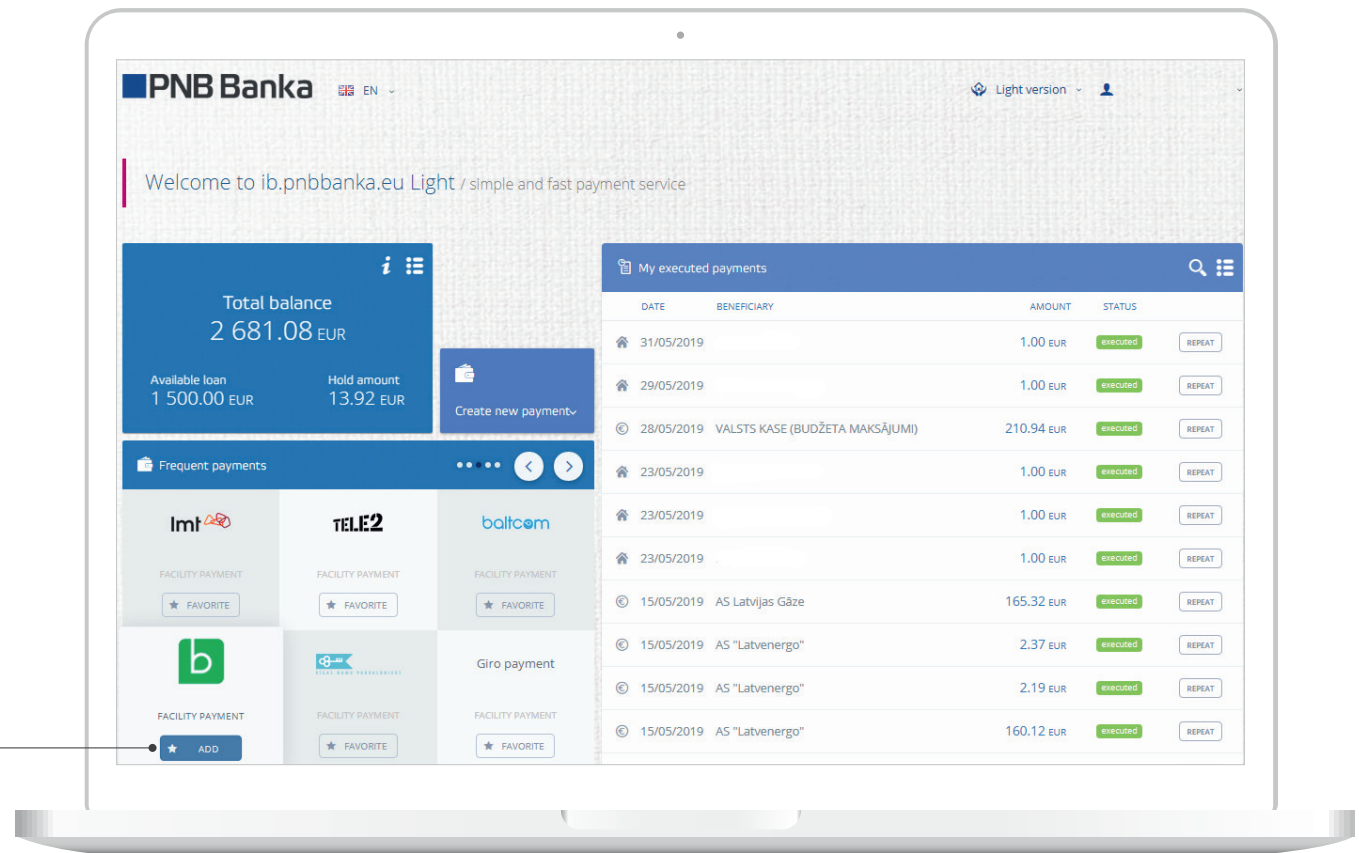 PNB Banka
EN
Light version
Welcome to ib.pnbbanka.eu Light / simple and fast payment service
i
Total balance
2 681.08 EUR
Available loan
1 500.00 EUR
Hold amount
13.92 EUR
Create new payment
Frequent payments
lmt
TELE2
baltcom
FACILITY PAYMENT
FACILITY PAYMENT
FACILITY PAYMENT
FAVORITE
FAVORITE
FAVORITE
b
Giro payment
FACILITY PAYMENT
FACILITY PAYMENT
FACILITY PAYMENT
ADD
FAVORITE
FAVORITE
My executed payments
DATE BENEFICIARY AMOUNT STATUS
31/05/2019 1.00 EUR executed REPEAT
29/05/2019 1.00 EUR executed REPEAT
28/05/2019 VALSTS KASE (BUDŽETA MAKSĀJUMI) 210.94 EUR executed REPEAT
23/05/2019 1.00 EUR executed REPEAT
23/05/2019 1.00 EUR executed REPEAT
23/05/2019 1.00 EUR executed REPEAT
15/05/2019 AS Latvijas Gāze 165.32 EUR executed REPEAT
15/05/2019 AS "Latvenergo" 2.37 EUR executed REPEAT
15/05/2019 AS "Latvenergo" 2.19 EUR executed REPEAT
15/05/2019 AS "Latvenergo" 160.12 EUR executed REPEAT